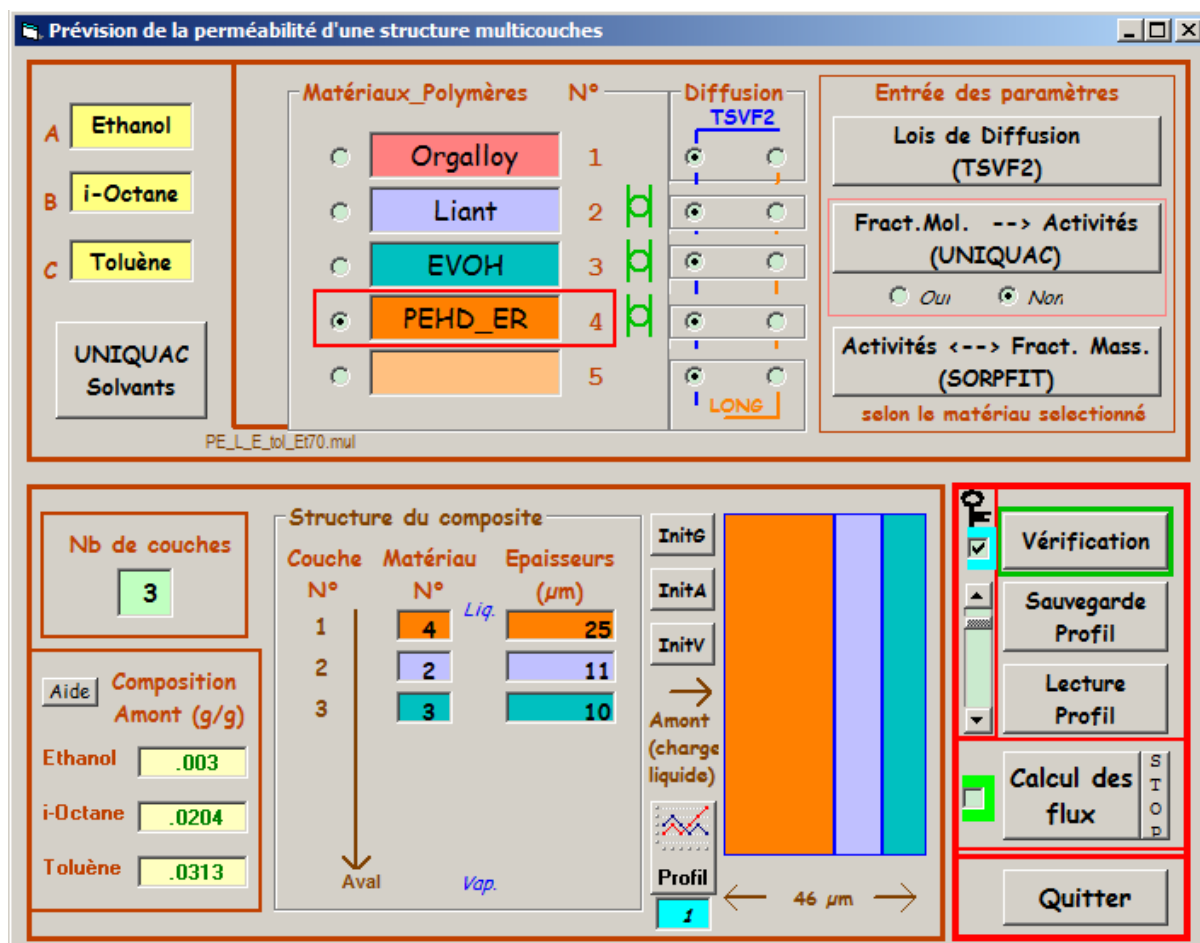 Prévision de la perméabilité d'une structure multicouches
A Ethanol
B i-Octane
C Toluène
UNIQUAC
Solvants
Matériaux_Polymères N°
Orgalloy 1
Liant 2
EVOH 3
PEHD_ER 4
5
Diffusion
TSVF2
LONG
Entrée des paramètres
Lois de Diffusion
(TSVF2)
Fract.Mol. --> Activités
(UNIQUAC)
Oui Non
Activités <--> Fract. Mass.
(SORPFIT)
selon le matériau selectionné
PE_L_E_tol_Et70.mul
Nb de couches
3
Aide
Composition
Amont (g/g)
Ethanol .003
i-Octane .0204
Toluène .0313
Structure du composite
Couche Matériau Epaisseurs
N° N° (µm)
Liq.
1 4 25
2 2 11
3 3 10
Aval Vap.
InitG
InitA
InitV
Amont
(charge
liquide)
Profil
1
46 µm
Vérification
Sauvegarde
Profil
Lecture
Profil
Calcul des
flux
STOP
Quitter